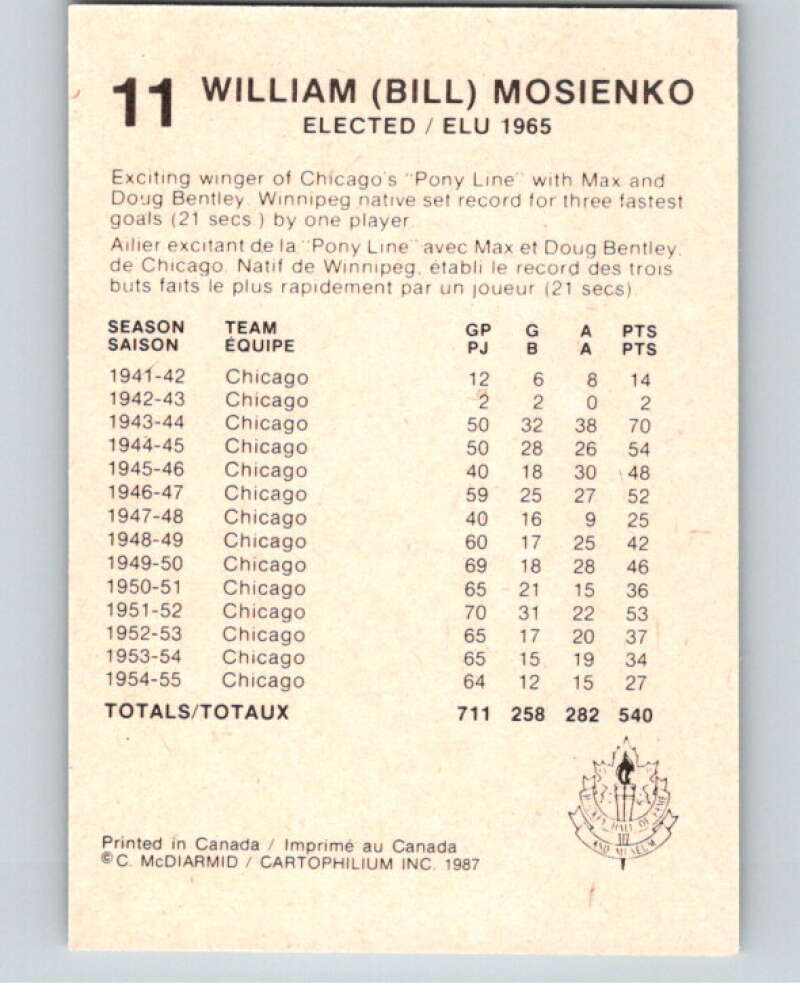 11 WILLIAM (BILL) MOSIENKO
ELECTED / ELU 1965
Exciting winger of Chicago's "Pony Line" with Max and
Doug Bentley. Winnipeg native set record for three fastest
goals (21 secs.) by one player.
Ailier excitant de la "Pony Line" avec Max et Doug Bentley,
de Chicago. Natif de Winnipeg, établi le record des trois
buts faits le plus rapidement par un joueur (21 secs)
SEASON TEAM GP G A PTS
SAISON ÉQUIPE PJ B A PTS
1941-42 Chicago 12 6 8 14
1942-43 Chicago 2 2 0 2
1943-44 Chicago 50 32 38 70
1944-45 Chicago 50 28 26 54
1945-46 Chicago 40 18 30 48
1946-47 Chicago 59 25 27 52
1947-48 Chicago 40 16 9 25
1948-49 Chicago 60 17 25 42
1949-50 Chicago 69 18 28 46
1950-51 Chicago 65 21 15 36
1951-52 Chicago 70 31 22 53
1952-53 Chicago 65 17 20 37
1953-54 Chicago 65 15 19 34
1954-55 Chicago 64 12 15 27
TOTALS/TOTAUX 711 258 282 540
HOCKEY HALL OF FAME
AND MUSEUM
Printed in Canada / Imprimé au Canada
© C. McDIARMID / CARTOPHILIUM INC. 1987